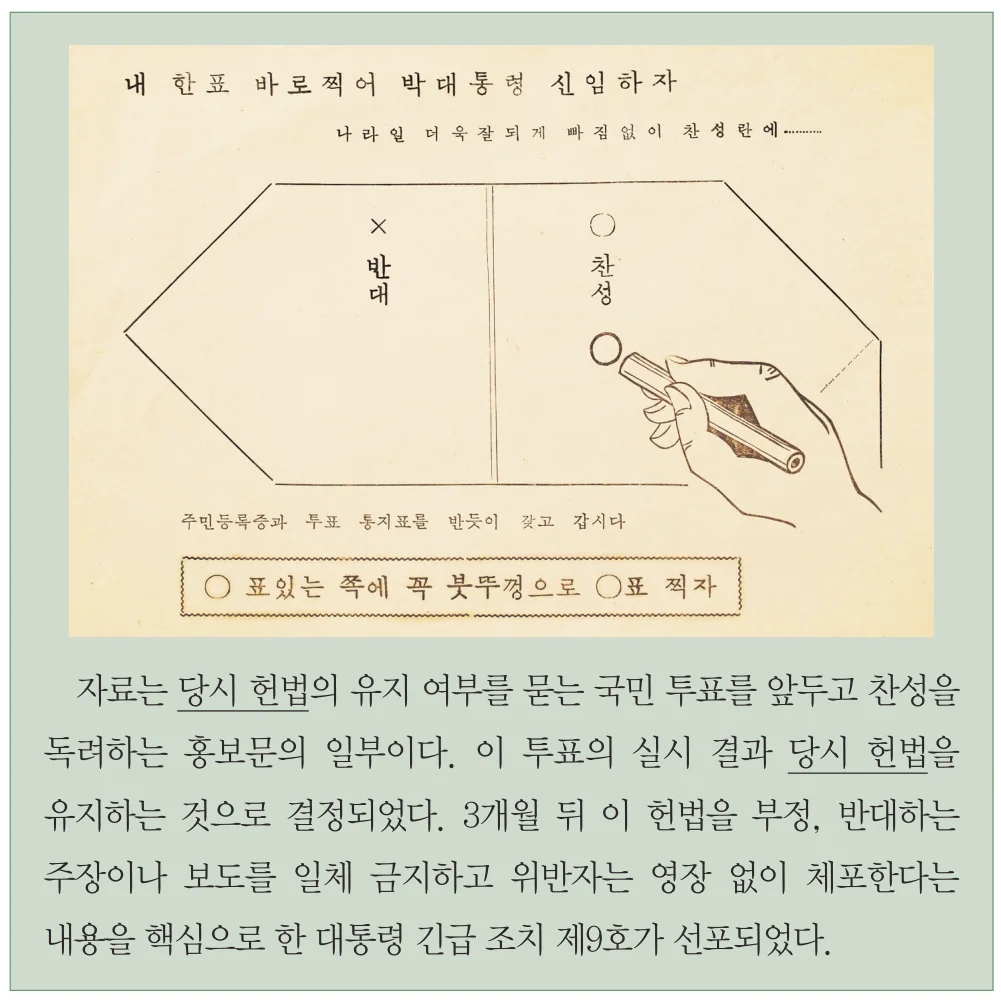 내 한표 바로찍어 박대통령 신임하자
나라일 더욱잘되게 빠짐없이 찬성란에··········
× ○
반대 찬성
주민등록증과 투표 통지표를 반듯이 갖고 갑시다
○ 표있는 쪽에 꼭 붓뚜껑으로 ○표 찍자
자료는 당시 헌법의 유지 여부를 묻는 국민 투표를 앞두고 찬성을
독려하는 홍보문의 일부이다. 이 투표의 실시 결과 당시 헌법을
유지하는 것으로 결정되었다. 3개월 뒤 이 헌법을 부정, 반대하는
주장이나 보도를 일체 금지하고 위반자는 영장 없이 체포한다는
내용을 핵심으로 한 대통령 긴급 조치 제9호가 선포되었다.